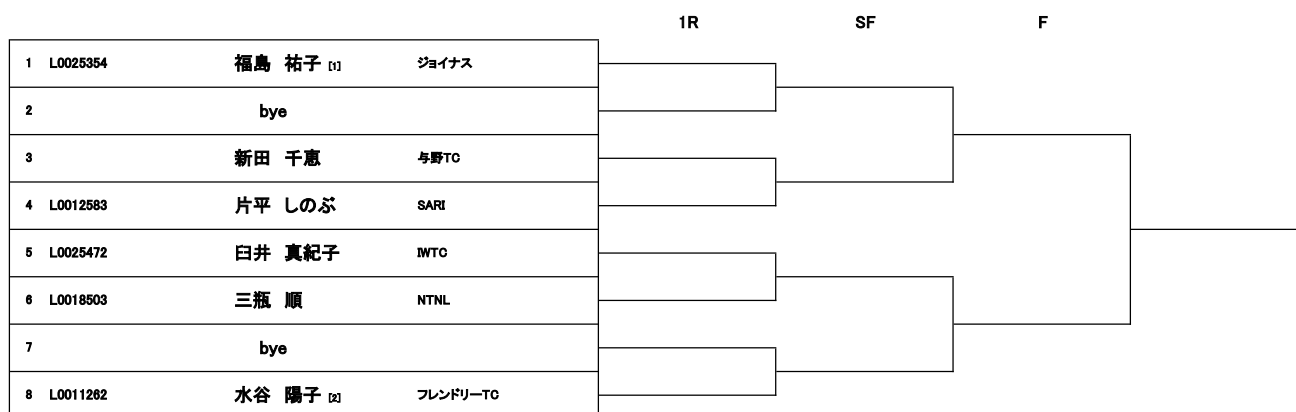 1R SF F
1 L0025354 福島 祐子 [1] ジョイナス
2 bye
3 新田 千恵 与野TC
4 L0012583 片平 しのぶ SARI
5 L0025472 臼井 真紀子 IWTC
6 L0018503 三瓶 順 NTNL
7 bye
8 L0011262 水谷 陽子 [2] フレンドリーTC